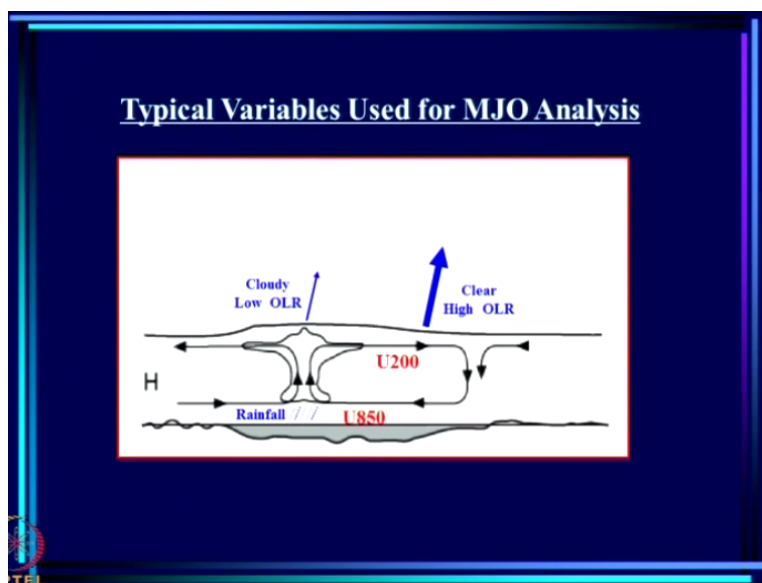 Typical Variables Used for MJO Analysis
Cloudy
Low OLR
Clear
High OLR
U200
H
Rainfall
U850